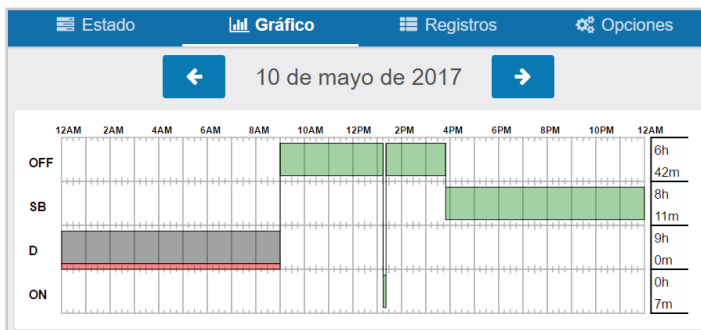 Estado Gráfico Registros Opciones
10 de mayo de 2017
12AM 2AM 4AM 6AM 8AM 10AM 12PM 2PM 4PM 6PM 8PM 10PM 12AM
OFF 6h 42m
SB 8h 11m
D 9h 0m
ON 0h 7m